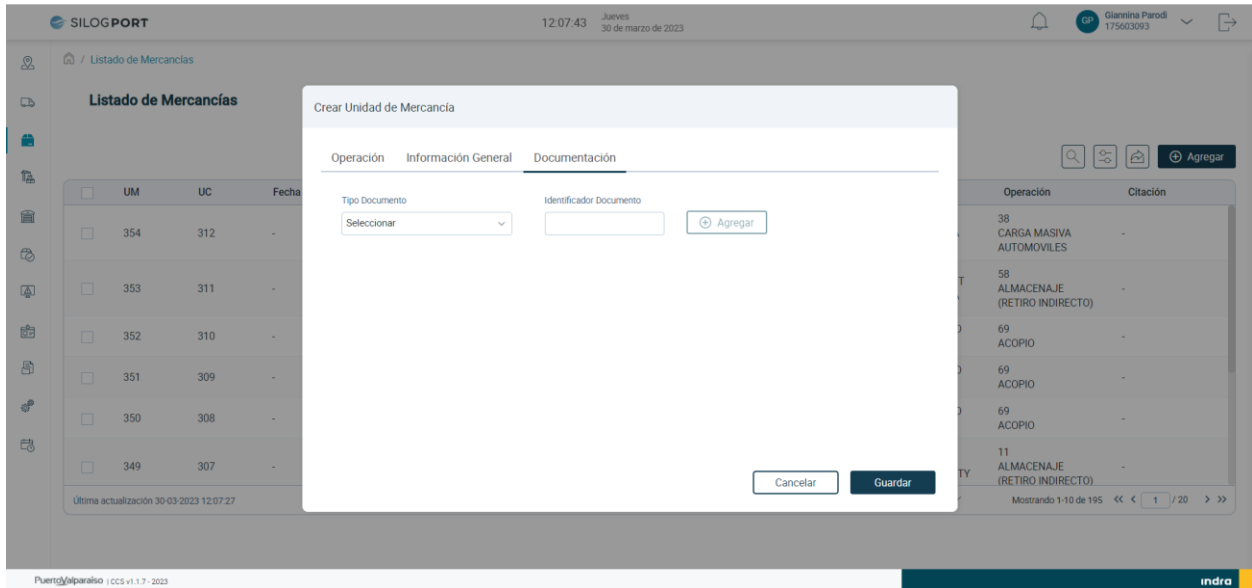 SILOGPORT
12:07:43
Jueves
30 de marzo de 2023
GP
Giannina Parodi
175603093
/ Listado de Mercancías
Listado de Mercancías
Agregar
UM UC Fecha Operación Citación
354 312 - 38 CARGA MASIVA AUTOMOVILES -
353 311 - 58 ALMACENAJE (RETIRO INDIRECTO) -
352 310 - 69 ACOPIO -
351 309 - 69 ACOPIO -
350 308 - 69 ACOPIO -
349 307 - TY 11 ALMACENAJE (RETIRO INDIRECTO) -
Última actualización 30-03-2023 12:07:27
Mostrando 1-10 de 195 << < 1 / 20 > >>
Crear Unidad de Mercancía
Operación Información General Documentación
Tipo Documento Identificador Documento
Seleccionar
Agregar
Cancelar Guardar
PuertoValparaíso | CCS v1.1.7 - 2023
indra